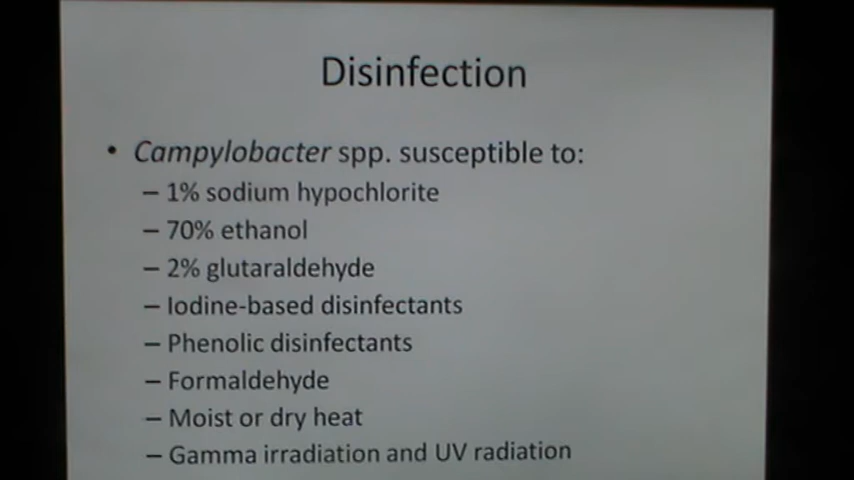 Disinfection
• Campylobacter spp. susceptible to:
– 1% sodium hypochlorite
– 70% ethanol
– 2% glutaraldehyde
– Iodine-based disinfectants
– Phenolic disinfectants
– Formaldehyde
– Moist or dry heat
– Gamma irradiation and UV radiation